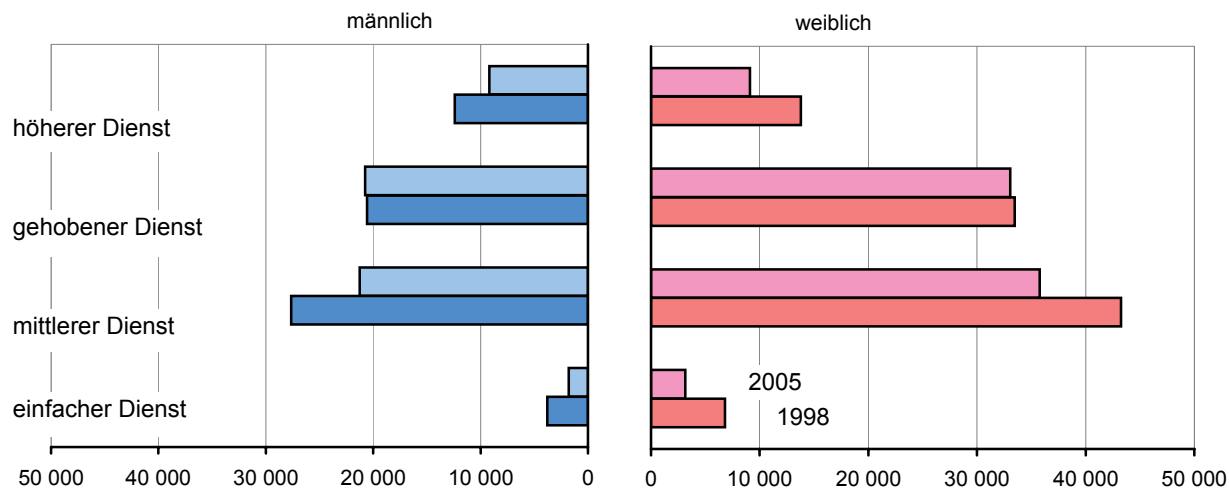 männlich
weiblich
höherer Dienst
gehobener Dienst
mittlerer Dienst
einfacher Dienst
2005
1998
50 000 40 000 30 000 20 000 10 000 0
0 10 000 20 000 30 000 40 000 50 000